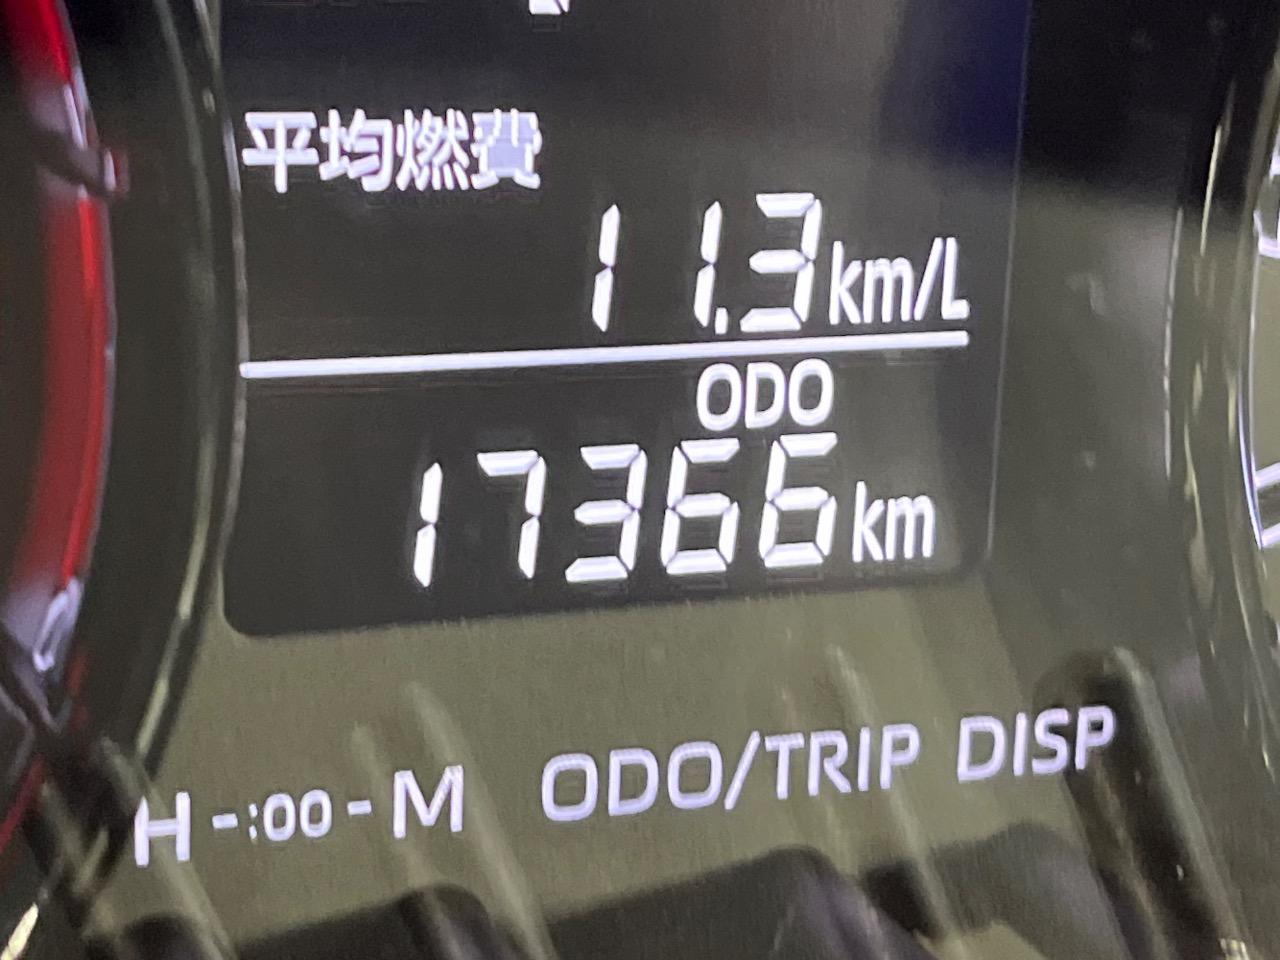 平均燃費
11.3km/L
ODO
17366km
H -:00- M ODO/TRIP DISP